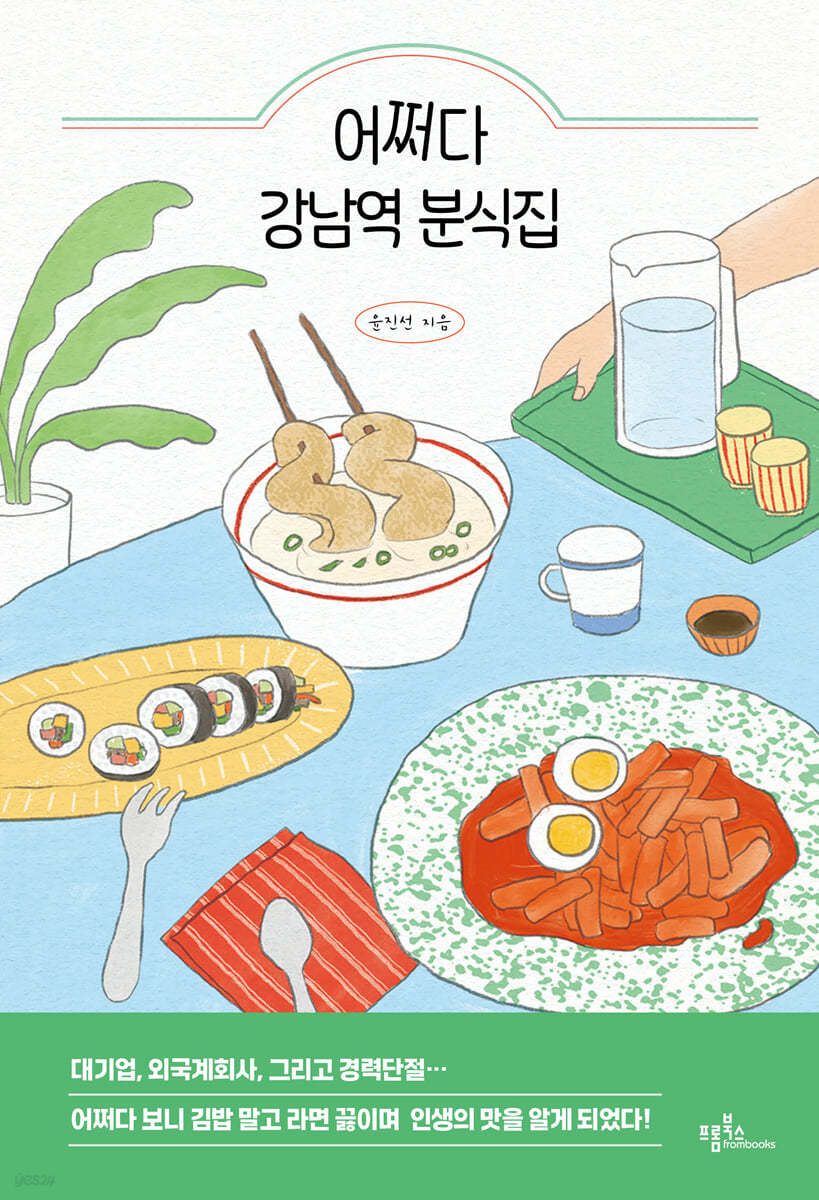 어쩌다
강남역 분식집
윤진선 지음
대기업, 외국계회사, 그리고 경력단절…
어쩌다 보니 김밥 말고 라면 끓이며 인생의 맛을 알게 되었다!
프롬북스
frombooks
yes24